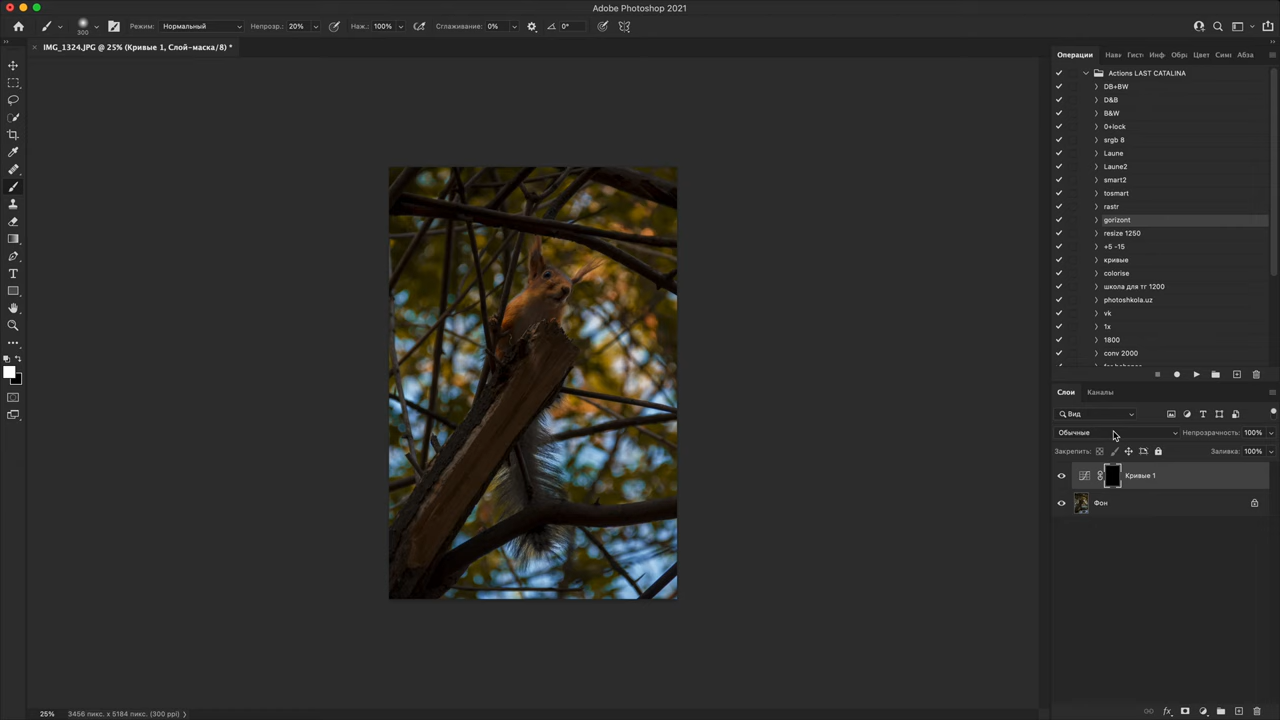 Adobe Photoshop 2021
300
Режим: Нормальный
Непрозр.: 20%
Наж.: 100%
Сглаживание: 0%
0°
IMG_1324.JPG @ 25% (Кривые 1, Слой-маска/8) *
Операции
Нав
Гист
Инф
Обра
Цвет
Сим
Абза
Actions LAST CATALINA
DB+BW
D&B
B&W
0+lock
srgb 8
Laune
Laune2
smart2
tosmart
rastr
gorizont
resize 1250
+5 -15
кривые
colorise
школа для тг 1200
photoshkola.uz
vk
1x
1800
conv 2000
Слои
Каналы
Вид
Обычные
Непрозрачность: 100%
Закрепить:
Заливка: 100%
Кривые 1
Фон
25%
3456 пикс. x 5184 пикс. (300 ppi)